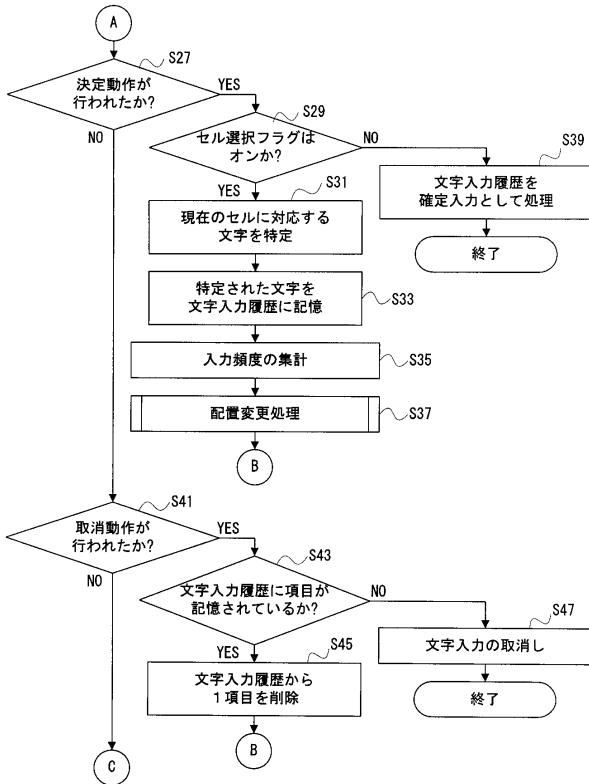 A
S27
決定動作が
行われたか?
YES
NO
S29
セル選択フラグは
オンか?
NO
YES
S39
文字入力履歴を
確定入力として処理
終了
S31
現在のセルに対応する
文字を特定
特定された文字を
文字入力履歴に記憶
S33
入力頻度の集計
S35
配置変更処理
S37
B
S41
取消動作が
行われたか?
YES
NO
S43
文字入力履歴に項目が
記憶されているか?
NO
YES
S47
文字入力の取消し
終了
S45
文字入力履歴から
1項目を削除
B
C